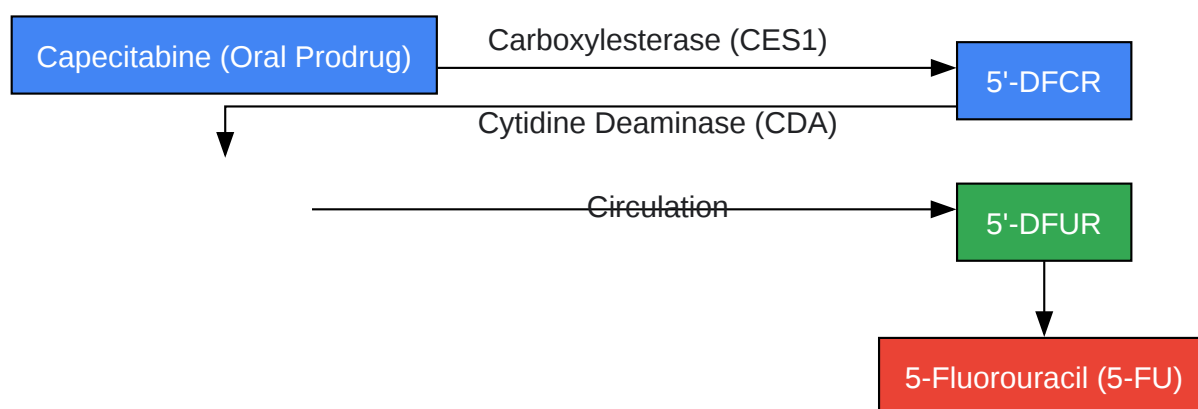 Capecitabine (Oral Prodrug)
Carboxylesterase (CES1)
5'-DFCR
Cytidine Deaminase (CDA)
Circulation
5'-DFUR
5-Fluorouracil (5-FU)